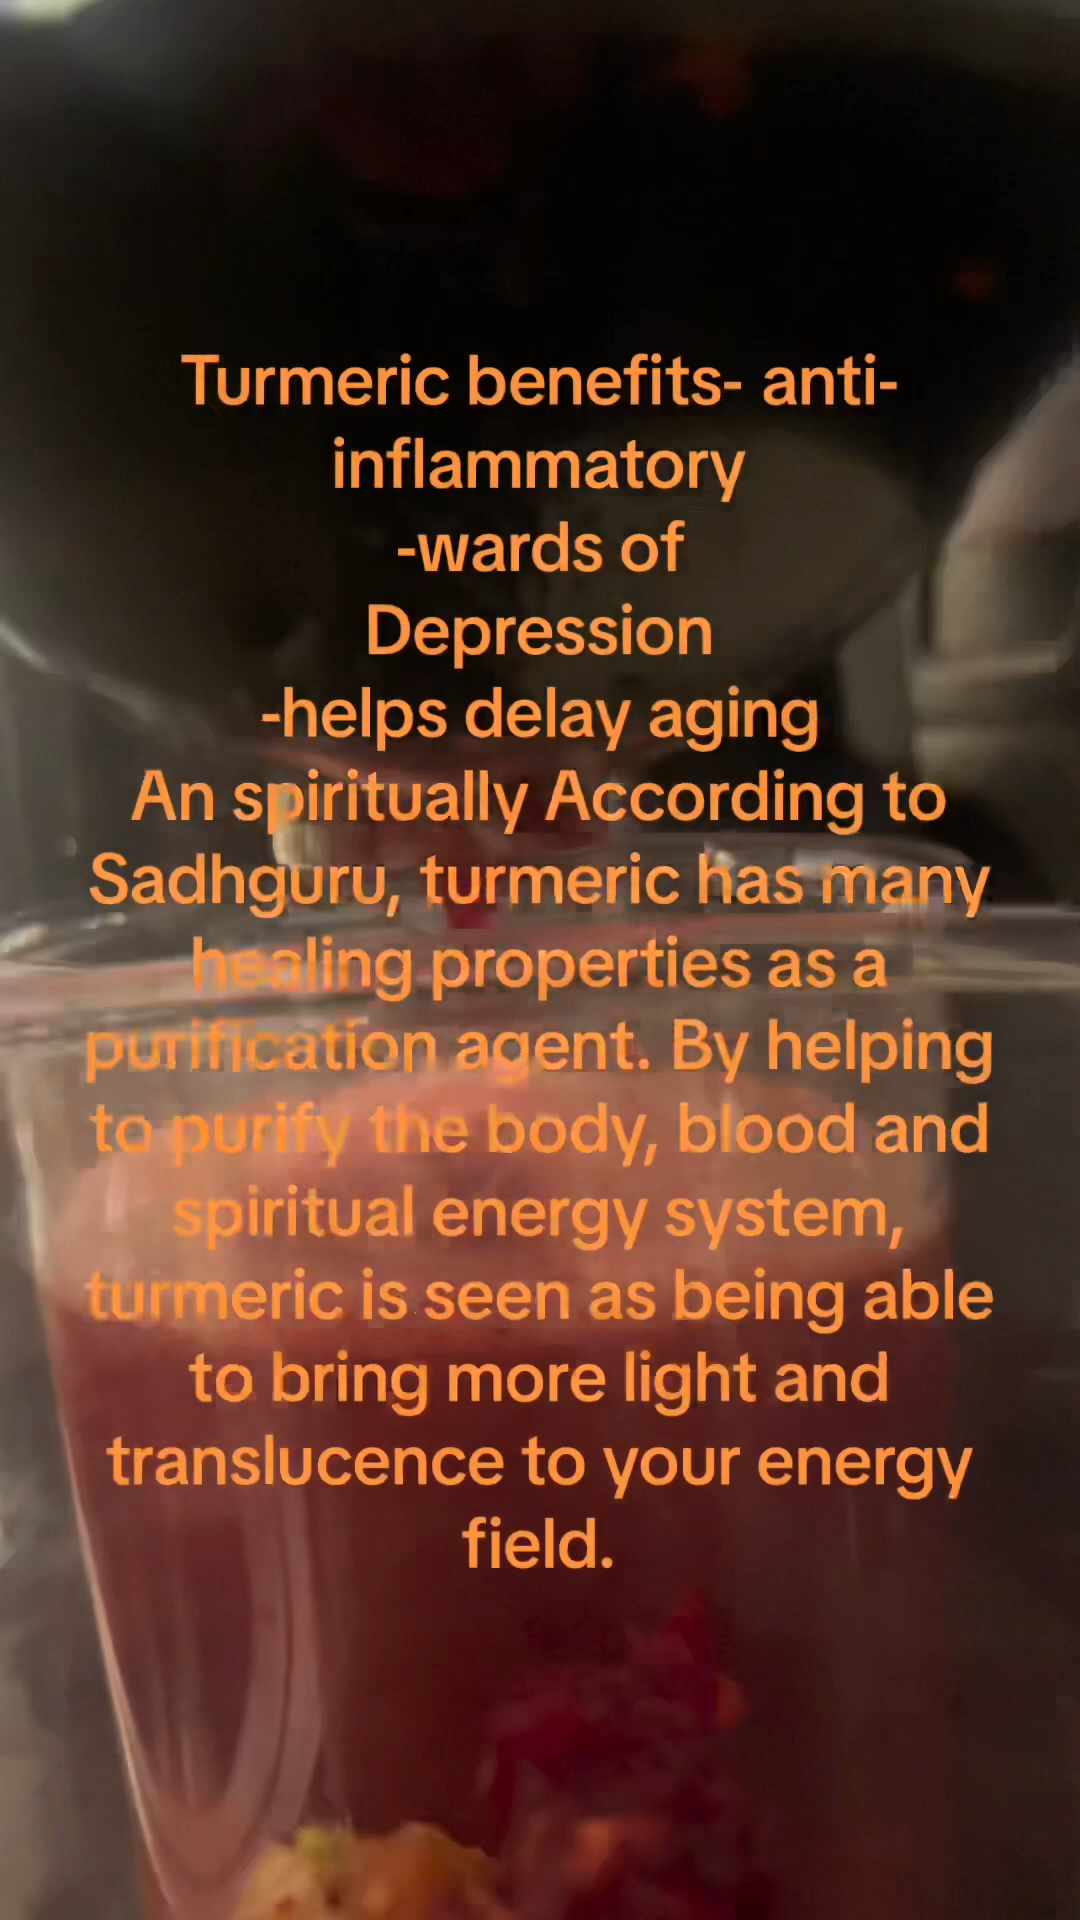 Turmeric benefits- anti-
inflammatory
-wards of
Depression
-helps delay aging
An spiritually According to
Sadhguru, turmeric has many
healing properties as a
purification agent. By helping
to purify the body, blood and
spiritual energy system,
turmeric is seen as being able
to bring more light and
translucence to your energy
field.